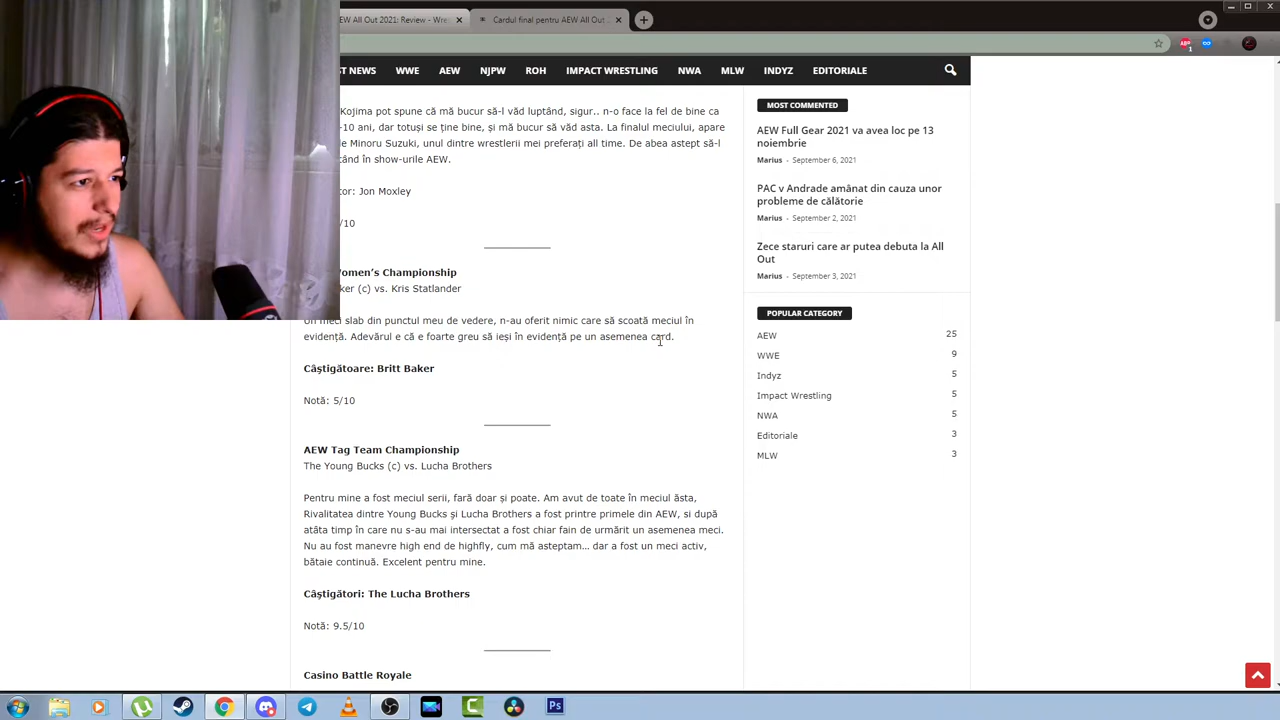 EW All Out 2021: Review - Wre
Cardul final pentru AEW All Out ...
ST NEWS WWE AEW NJPW ROH IMPACT WRESTLING NWA MLW INDYZ EDITORIALE
Kojima pot spune că mă bucur să-l văd luptând, sigur.. n-o face la fel de bine ca
-10 ani, dar totuși se ține bine, și mă bucur să văd asta. La finalul meciului, apare
le Minoru Suzuki, unul dintre wrestlerii mei preferați all time. De abea astept să-l
când în show-urile AEW.
tor: Jon Moxley
/10
Women's Championship
ker (c) vs. Kris Statlander
Un meci slab din punctul meu de vedere, n-au oferit nimic care să scoată meciul în
evidență. Adevărul e că e foarte greu să ieși în evidență pe un asemenea card.
Câștigătoare: Britt Baker
Notă: 5/10
AEW Tag Team Championship
The Young Bucks (c) vs. Lucha Brothers
Pentru mine a fost meciul serii, fară doar și poate. Am avut de toate în meciul ăsta,
Rivalitatea dintre Young Bucks și Lucha Brothers a fost printre primele din AEW, si după
atâta timp în care nu s-au mai intersectat a fost chiar fain de urmărit un asemenea meci.
Nu au fost manevre high end de highfly, cum mă asteptam... dar a fost un meci activ,
bătaie continuă. Excelent pentru mine.
Câștigători: The Lucha Brothers
Notă: 9.5/10
Casino Battle Royale
MOST COMMENTED
AEW Full Gear 2021 va avea loc pe 13
noiembrie
Marius - September 6, 2021
PAC v Andrade amânat din cauza unor
probleme de călătorie
Marius - September 2, 2021
Zece staruri care ar putea debuta la All
Out
Marius - September 3, 2021
POPULAR CATEGORY
AEW 25
WWE 9
Indyz 5
Impact Wrestling 5
NWA 5
Editoriale 3
MLW 3